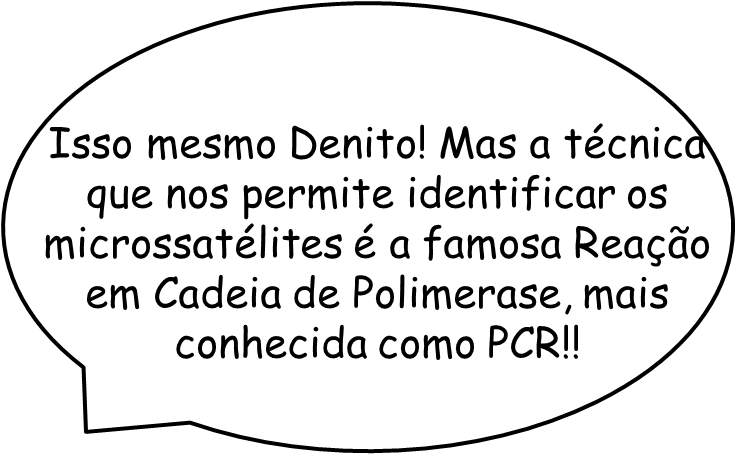 Isso mesmo Denito! Mas a técnica
que nos permite identificar os
microssatélites é a famosa Reação
em Cadeia de Polimerase, mais
conhecida como PCR!!